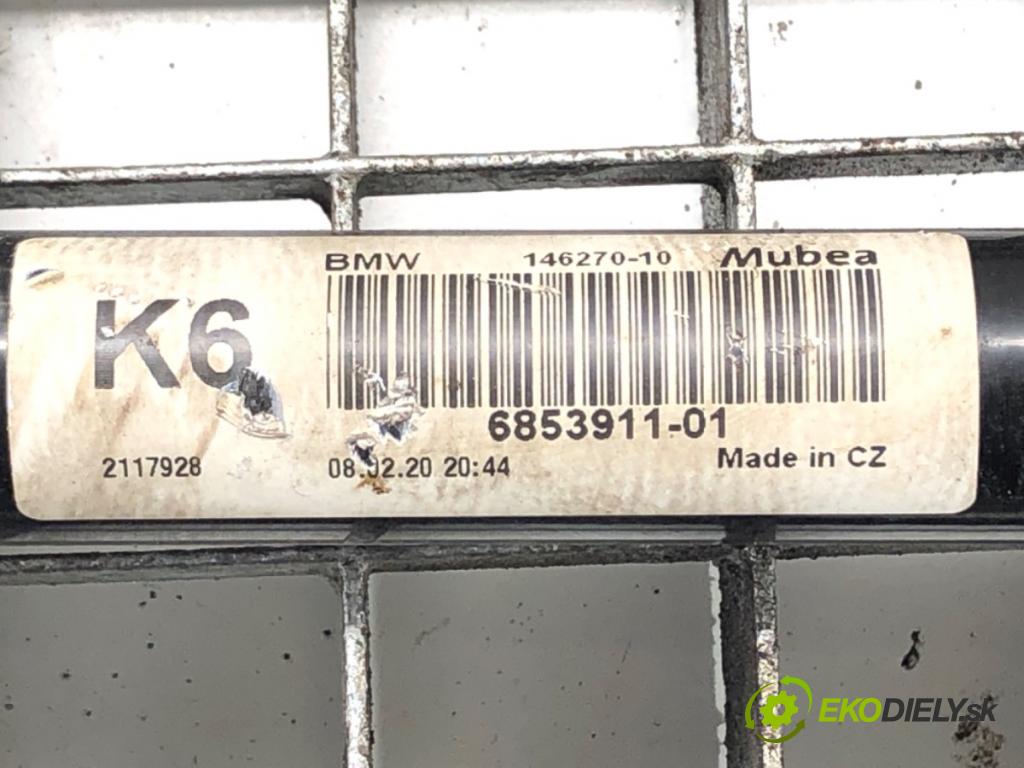 BMW 146270-10 Mubea
K6
6853911-01
2117928 08.02.20 20:44 Made in CZ
EKODIELY.sk